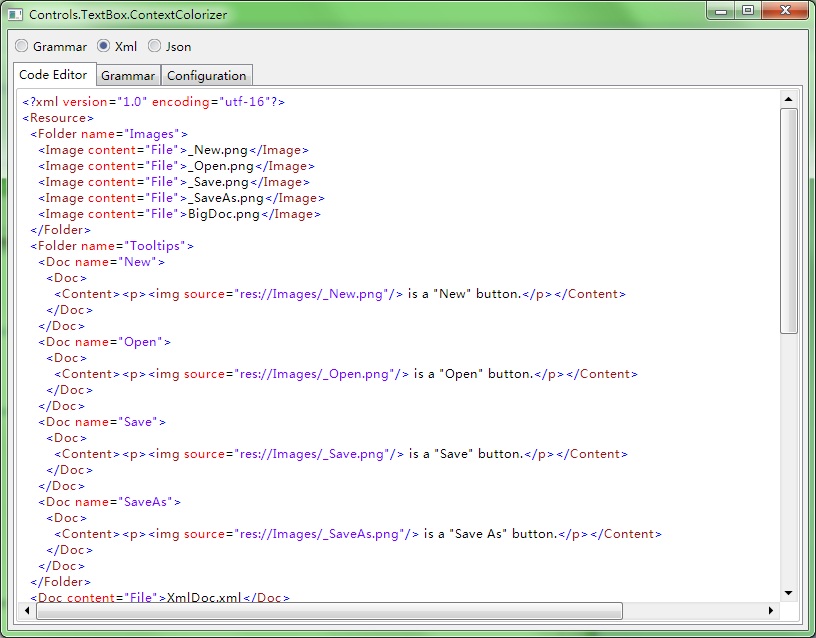 Controls.TextBox.ContextColorizer
Grammar Xml Json
Code Editor Grammar Configuration
<?xml version="1.0" encoding="utf-16"?>
<Resource>
  <Folder name="Images">
    <Image content="File">_New.png</Image>
    <Image content="File">_Open.png</Image>
    <Image content="File">_Save.png</Image>
    <Image content="File">_SaveAs.png</Image>
    <Image content="File">BigDoc.png</Image>
  </Folder>
  <Folder name="Tooltips">
    <Doc name="New">
      <Doc>
        <Content><p><img source="res://Images/_New.png"/> is a "New" button.</p></Content>
      </Doc>
    </Doc>
    <Doc name="Open">
      <Doc>
        <Content><p><img source="res://Images/_Open.png"/> is a "Open" button.</p></Content>
      </Doc>
    </Doc>
    <Doc name="Save">
      <Doc>
        <Content><p><img source="res://Images/_Save.png"/> is a "Save" button.</p></Content>
      </Doc>
    </Doc>
    <Doc name="SaveAs">
      <Doc>
        <Content><p><img source="res://Images/_SaveAs.png"/> is a "Save As" button.</p></Content>
      </Doc>
    </Doc>
  </Folder>
  <Doc content="File">XmlDoc.xml</Doc>